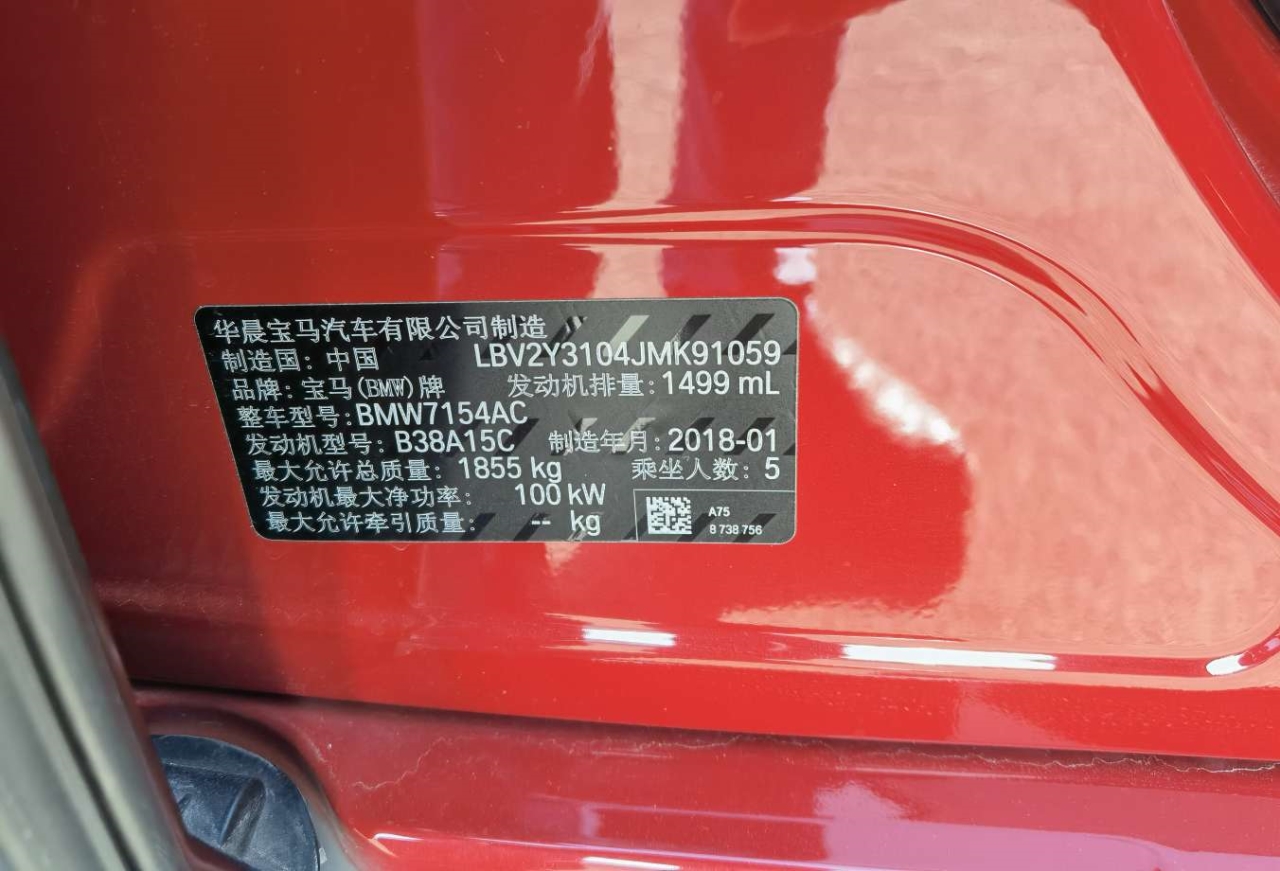 华晨宝马汽车有限公司制造
制造国：中国 LBV2Y3104JMK91059
品牌：宝马(BMW)牌 发动机排量：1499 mL
整车型号：BMW7154AC
发动机型号：B38A15C 制造年月：2018-01
最大允许总质量：1855 kg 乘坐人数：5
发动机最大净功率：100 kW
最大允许牵引质量：-- kg
A75
8 738 756